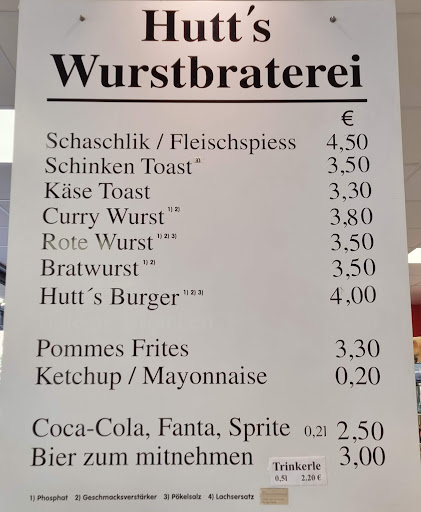 Hutt´s
Wurstbraterei
€
Schaschlik / Fleischspiess 4,50
Schinken Toast 3,50
Käse Toast 3,30
Curry Wurst 1) 2) 3,80
Rote Wurst 1) 2) 3) 3,50
Bratwurst 1) 2) 3,50
Hutt´s Burger 1) 2) 3) 4,00
Pommes Frites 3,30
Ketchup / Mayonnaise 0,20
Coca-Cola, Fanta, Sprite 0,2l 2,50
Bier zum mitnehmen 3,00
Trinkerle
0,5l 2,20 €
1) Phosphat 2) Geschmacksverstärker 3) Pökelsalz 4) Lachsersatz